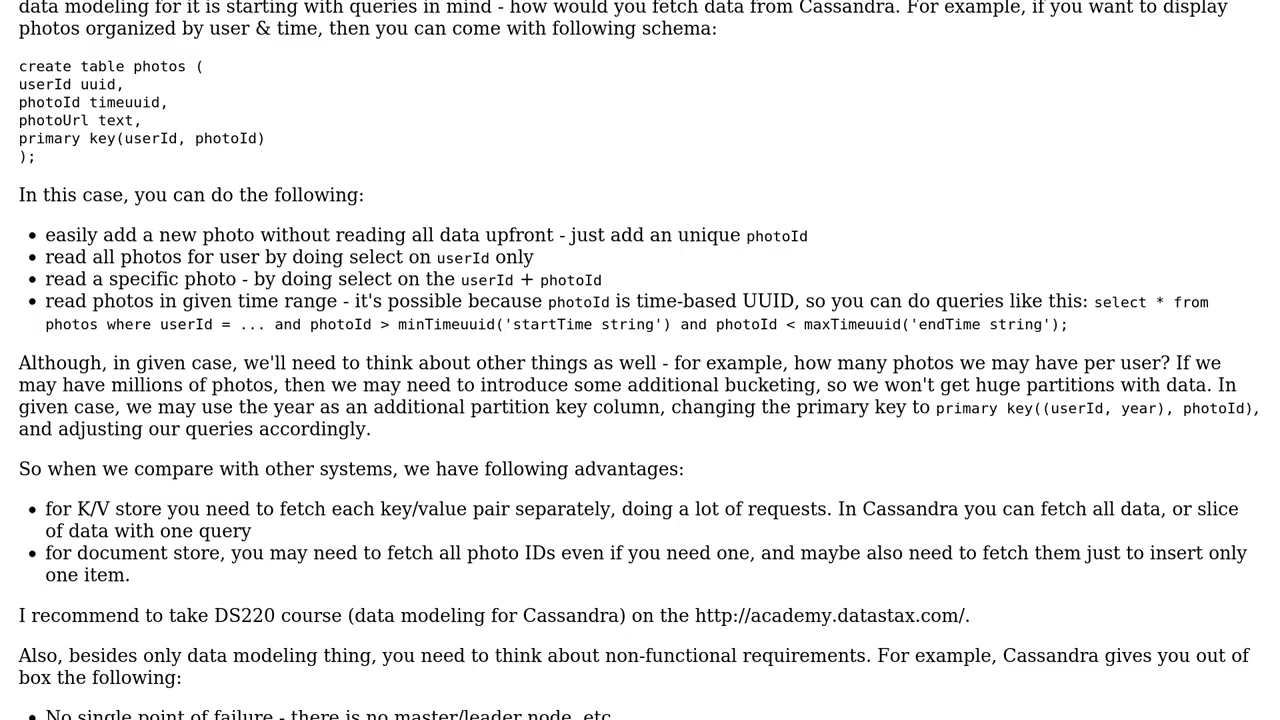 data modeling for it is starting with queries in mind - how would you fetch data from Cassandra. For example, if you want to display
photos organized by user & time, then you can come with following schema:
create table photos (
userId uuid,
photoId timeuuid,
photoUrl text,
primary key(userId, photoId)
);
In this case, you can do the following:
• easily add a new photo without reading all data upfront - just add an unique photoId
• read all photos for user by doing select on userId only
• read a specific photo - by doing select on the userId + photoId
• read photos in given time range - it's possible because photoId is time-based UUID, so you can do queries like this: select * from
photos where userId = ... and photoId > minTimeuuid('startTime string') and photoId < maxTimeuuid('endTime string');
Although, in given case, we'll need to think about other things as well - for example, how many photos we may have per user? If we
may have millions of photos, then we may need to introduce some additional bucketing, so we won't get huge partitions with data. In
given case, we may use the year as an additional partition key column, changing the primary key to primary key((userId, year), photoId),
and adjusting our queries accordingly.
So when we compare with other systems, we have following advantages:
• for K/V store you need to fetch each key/value pair separately, doing a lot of requests. In Cassandra you can fetch all data, or slice
of data with one query
• for document store, you may need to fetch all photo IDs even if you need one, and maybe also need to fetch them just to insert only
one item.
I recommend to take DS220 course (data modeling for Cassandra) on the http://academy.datastax.com/.
Also, besides only data modeling thing, you need to think about non-functional requirements. For example, Cassandra gives you out of
box the following:
• No single point of failure - there is no master/leader node, etc.